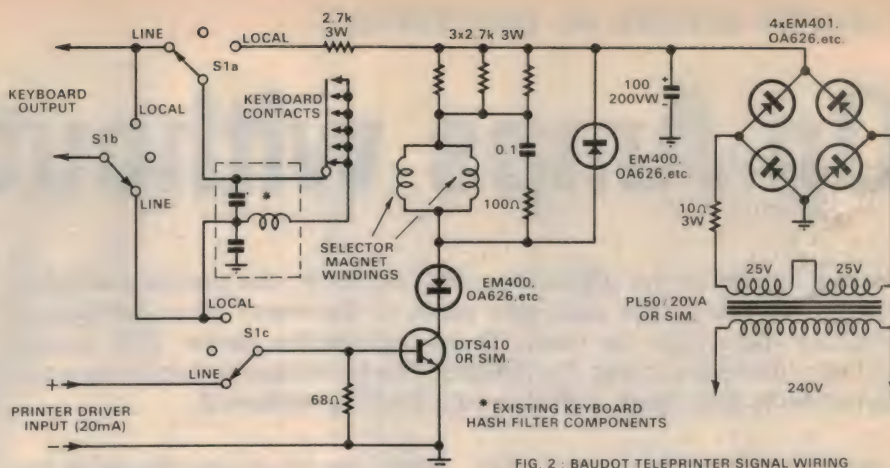 LINE
LOCAL
2.7k
3W
3x2.7k 3W
4xEM401,
OA626,etc.
S1a
KEYBOARD
OUTPUT
LOCAL
S1b
LINE
KEYBOARD
CONTACTS
*
0.1
100Ω
SELECTOR
MAGNET
WINDINGS
100
200VW
+
-
EM400,
OA626,etc.
10Ω
3W
25V
25V
PL50/20VA
OR SIM.
240V
EM400,
OA626,etc
LOCAL
S1c
LINE
DTS410
OR SIM.
+
PRINTER DRIVER
INPUT (20mA)
-
68Ω
* EXISTING KEYBOARD
HASH FILTER COMPONENTS
FIG. 2 : BAUDOT TELEPRINTER SIGNAL WIRING